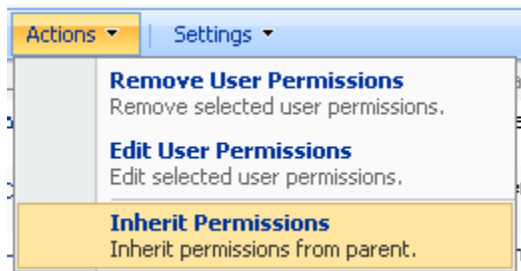 Actions Settings
Remove User Permissions
Remove selected user permissions.
Edit User Permissions
Edit selected user permissions.
Inherit Permissions
Inherit permissions from parent.